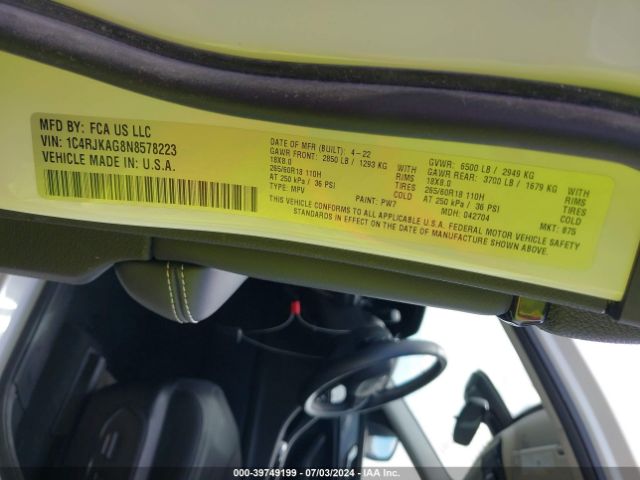 MFD BY: FCA US LLC
VIN: 1C4RJKAG8N8578223
VEHICLE MADE IN U.S.A.
DATE OF MFR (BUILT): 4-22
GAWR FRONT: 2850 LB / 1293 KG WITH
18X8.0 RIMS
265/60R18 110H TIRES
AT 250 kPa / 36 PSI COLD
TYPE: MPV PAINT: PW7
GVWR: 6500 LB / 2949 KG
GAWR REAR: 3700 LB / 1679 KG WITH
18X8.0 RIMS
265/60R18 110H TIRES
AT 250 kPa / 36 PSI COLD
MDH: 042704 MKT: 875
THIS VEHICLE CONFORMS TO ALL APPLICABLE U.S.A. FEDERAL MOTOR VEHICLE SAFETY
STANDARDS IN EFFECT ON THE DATE OF MANUFACTURE SHOWN ABOVE.
000-39749199 - 07/03/2024 - IAA Inc.